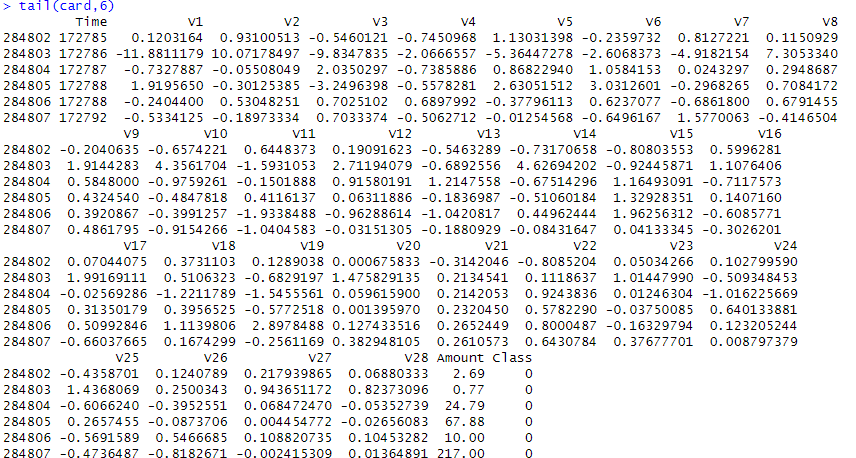 > tail(card,6)
Time V1 V2 V3 V4 V5 V6 V7 V8
284802 172785 0.1203164 0.93100513 -0.5460121 -0.7450968 1.13031398 -0.2359732 0.8127221 0.1150929
284803 172786 -11.8811179 10.07178497 -9.8347835 -2.0666557 -5.36447278 -2.6068373 -4.9182154 7.3053340
284804 172787 -0.7327887 -0.05508049 2.0350297 -0.7385886 0.86822940 1.0584153 0.0243297 0.2948687
284805 172788 1.9195650 -0.30125385 -3.2496398 -0.5578281 2.63051512 3.0312601 -0.2968265 0.7084172
284806 172788 -0.2404400 0.53048251 0.7025102 0.6897992 -0.37796113 0.6237077 -0.6861800 0.6791455
284807 172792 -0.5334125 -0.18973334 0.7033374 -0.5062712 -0.01254568 -0.6496167 1.5770063 -0.4146504
V9 V10 V11 V12 V13 V14 V15 V16
284802 -0.2040635 -0.6574221 0.6448373 0.19091623 -0.5463289 -0.73170658 -0.80803553 0.5996281
284803 1.9144283 4.3561704 -1.5931053 2.71194079 -0.6892556 4.62694202 -0.92445871 1.1076406
284804 0.5848000 -0.9759261 -0.1501888 0.91580191 1.2147558 -0.67514296 1.16493091 -0.7117573
284805 0.4324540 -0.4847818 0.4116137 0.06311886 -0.1836987 -0.51060184 1.32928351 0.1407160
284806 0.3920867 -0.3991257 -1.9338488 -0.96288614 -1.0420817 0.44962444 1.96256312 -0.6085771
284807 0.4861795 -0.9154266 -1.0404583 -0.03151305 -0.1880929 -0.08431647 0.04133345 -0.3026201
V17 V18 V19 V20 V21 V22 V23 V24
284802 0.07044075 0.3731103 0.1289038 0.000675833 -0.3142046 -0.8085204 0.05034266 0.102799590
284803 1.99169111 0.5106323 -0.6829197 1.475829135 0.2134541 0.1118637 1.01447990 -0.509348453
284804 -0.02569286 -1.2211789 -1.5455561 0.059615900 0.2142053 0.9243836 0.01246304 -1.016225669
284805 0.31350179 0.3956525 -0.5772518 0.001395970 0.2320450 0.5782290 -0.03750085 0.640133881
284806 0.50992846 1.1139806 2.8978488 0.127433516 0.2652449 0.8000487 -0.16329794 0.123205244
284807 -0.66037665 0.1674299 -0.2561169 0.382948105 0.2610573 0.6430784 0.37677701 0.008797379
V25 V26 V27 V28 Amount Class
284802 -0.4358701 0.1240789 0.217939865 0.06880333 2.69 0
284803 1.4368069 0.2500343 0.943651172 0.82373096 0.77 0
284804 -0.6066240 -0.3952551 0.068472470 -0.05352739 24.79 0
284805 0.2657455 -0.0873706 0.004454772 -0.02656083 67.88 0
284806 -0.5691589 0.5466685 0.108820735 0.10453282 10.00 0
284807 -0.4736487 -0.8182671 -0.002415309 0.01364891 217.00 0